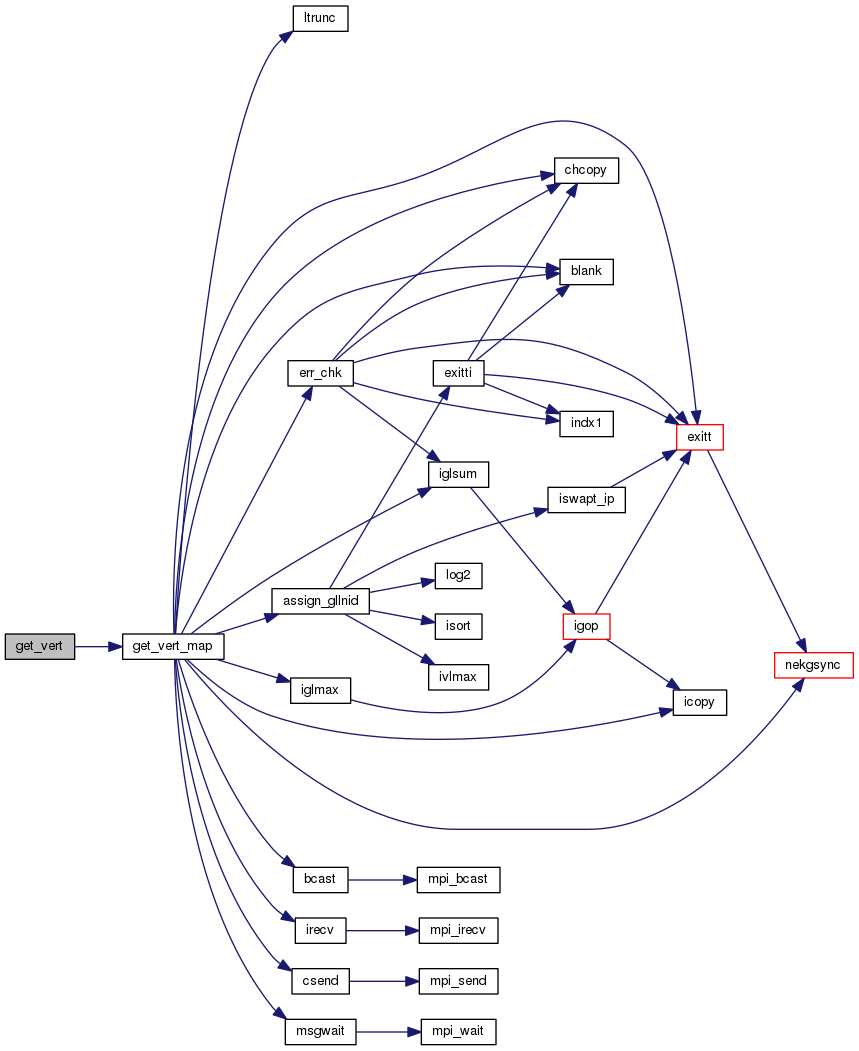 ltrunc
chcopy
blank
err_chk
exitti
indx1
exitt
iglsum
iswapt_ip
log2
assign_gllnid
isort
igop
get_vert
get_vert_map
nekgsync
ivlmax
iglmax
icopy
bcast
mpi_bcast
irecv
mpi_irecv
csend
mpi_send
msgwait
mpi_wait